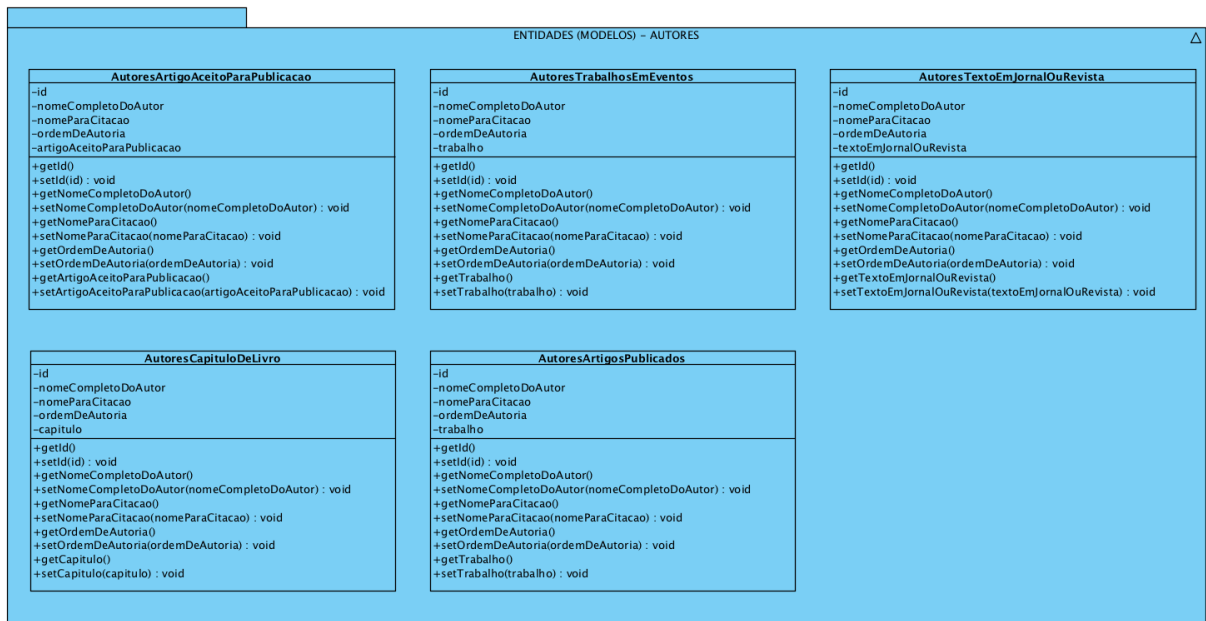 ENTIDADES (MODELOS) - AUTORES
AutoresArtigoAceitoParaPublicacao
-id
-nomeCompletoDoAutor
-nomeParaCitacao
-ordemDeAutoria
-artigoAceitoParaPublicacao
+getId()
+setId(id) : void
+getNomeCompletoDoAutor()
+setNomeCompletoDoAutor(nomeCompletoDoAutor) : void
+getNomeParaCitacao()
+setNomeParaCitacao(nomeParaCitacao) : void
+getOrdemDeAutoria()
+setOrdemDeAutoria(ordemDeAutoria) : void
+getArtigoAceitoParaPublicacao()
+setArtigoAceitoParaPublicacao(artigoAceitoParaPublicacao) : void
AutoresTrabalhosEmEventos
-id
-nomeCompletoDoAutor
-nomeParaCitacao
-ordemDeAutoria
-trabalho
+getId()
+setId(id) : void
+getNomeCompletoDoAutor()
+setNomeCompletoDoAutor(nomeCompletoDoAutor) : void
+getNomeParaCitacao()
+setNomeParaCitacao(nomeParaCitacao) : void
+getOrdemDeAutoria()
+setOrdemDeAutoria(ordemDeAutoria) : void
+getTrabalho()
+setTrabalho(trabalho) : void
AutoresTextoEmJornalOuRevista
-id
-nomeCompletoDoAutor
-nomeParaCitacao
-ordemDeAutoria
-textoEmJornalOuRevista
+getId()
+setId(id) : void
+getNomeCompletoDoAutor()
+setNomeCompletoDoAutor(nomeCompletoDoAutor) : void
+getNomeParaCitacao()
+setNomeParaCitacao(nomeParaCitacao) : void
+getOrdemDeAutoria()
+setOrdemDeAutoria(ordemDeAutoria) : void
+getTextoEmJornalOuRevista()
+setTextoEmJornalOuRevista(textoEmJornalOuRevista) : void
AutoresCapituloDeLivro
-id
-nomeCompletoDoAutor
-nomeParaCitacao
-ordemDeAutoria
-capitulo
+getId()
+setId(id) : void
+getNomeCompletoDoAutor()
+setNomeCompletoDoAutor(nomeCompletoDoAutor) : void
+getNomeParaCitacao()
+setNomeParaCitacao(nomeParaCitacao) : void
+getOrdemDeAutoria()
+setOrdemDeAutoria(ordemDeAutoria) : void
+getCapitulo()
+setCapitulo(capitulo) : void
AutoresArtigosPublicados
-id
-nomeCompletoDoAutor
-nomeParaCitacao
-ordemDeAutoria
-trabalho
+getId()
+setId(id) : void
+getNomeCompletoDoAutor()
+setNomeCompletoDoAutor(nomeCompletoDoAutor) : void
+getNomeParaCitacao()
+setNomeParaCitacao(nomeParaCitacao) : void
+getOrdemDeAutoria()
+setOrdemDeAutoria(ordemDeAutoria) : void
+getTrabalho()
+setTrabalho(trabalho) : void